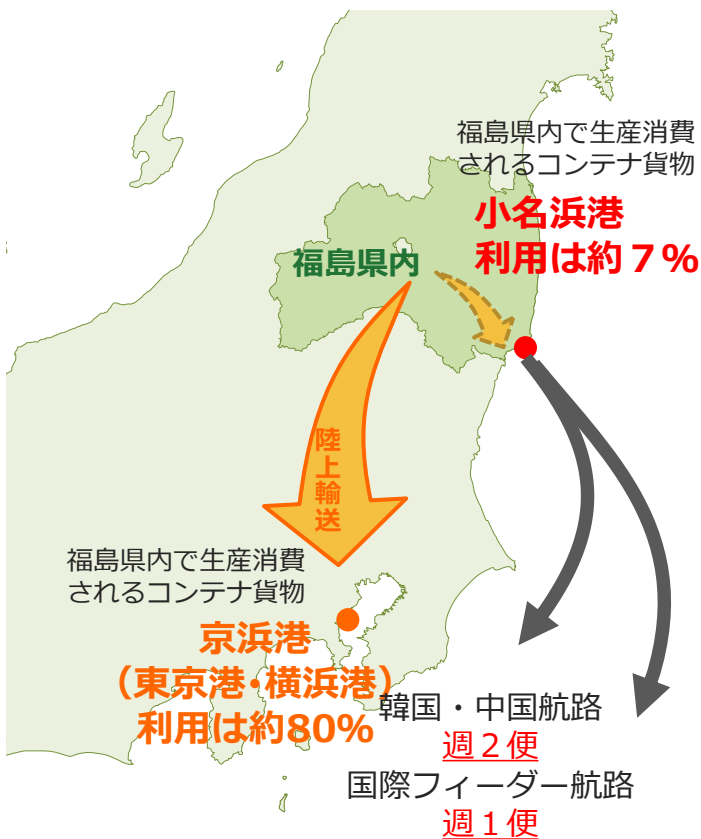 福島県内で生産消費
されるコンテナ貨物
小名浜港
利用は約７％
福島県内
陸上輸送
福島県内で生産消費
されるコンテナ貨物
京浜港
（東京港・横浜港）
利用は約80%
韓国・中国航路
週２便
国際フィーダー航路
週１便